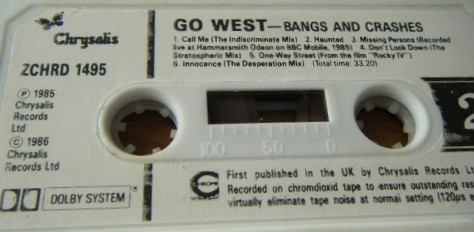 GO WEST—BANGS AND CRASHES
Chrysalis
1. Call Me (The Indiscriminate Mix) 2. Haunted 3. Missing Persons (Recorded
live at Hammersmith Odeon on BBC Mobile, 1985) 4. Don't Look Down (The
Stratospheric Mix) 5. One Way Street (From the film "Rocky IV")
6. Innocence (The Desperation Mix) (Total time: 33.20)
ZCHRD 1495
Ⓟ 1985
Chrysalis
Records
Ltd
© 1986
Chrysalis
Records Ltd
2
100 50 0
DOLBY SYSTEM
First published in the UK by Chrysalis Records
Recorded on chromdioxid tape to ensure outstanding
virtually eliminate tape noise at normal setting (120µs